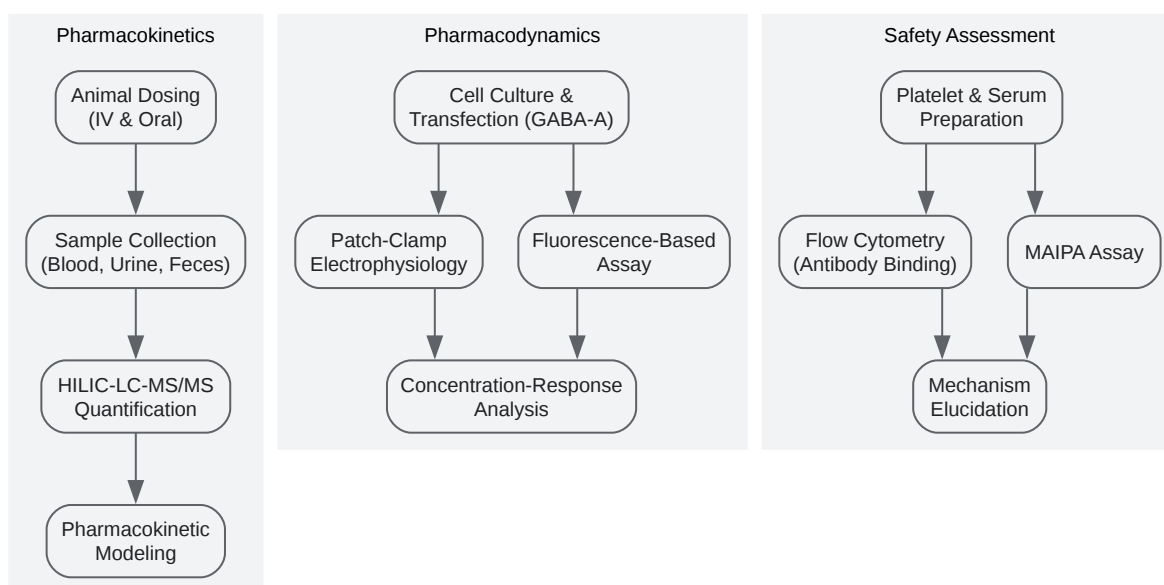 Pharmacokinetics
Animal Dosing
(IV & Oral)
Sample Collection
(Blood, Urine, Feces)
HILIC-LC-MS/MS
Quantification
Pharmacokinetic
Modeling
Pharmacodynamics
Cell Culture &
Transfection (GABA-A)
Patch-Clamp
Electrophysiology
Fluorescence-Based
Assay
Concentration-Response
Analysis
Safety Assessment
Platelet & Serum
Preparation
Flow Cytometry
(Antibody Binding)
MAIPA Assay
Mechanism
Elucidation